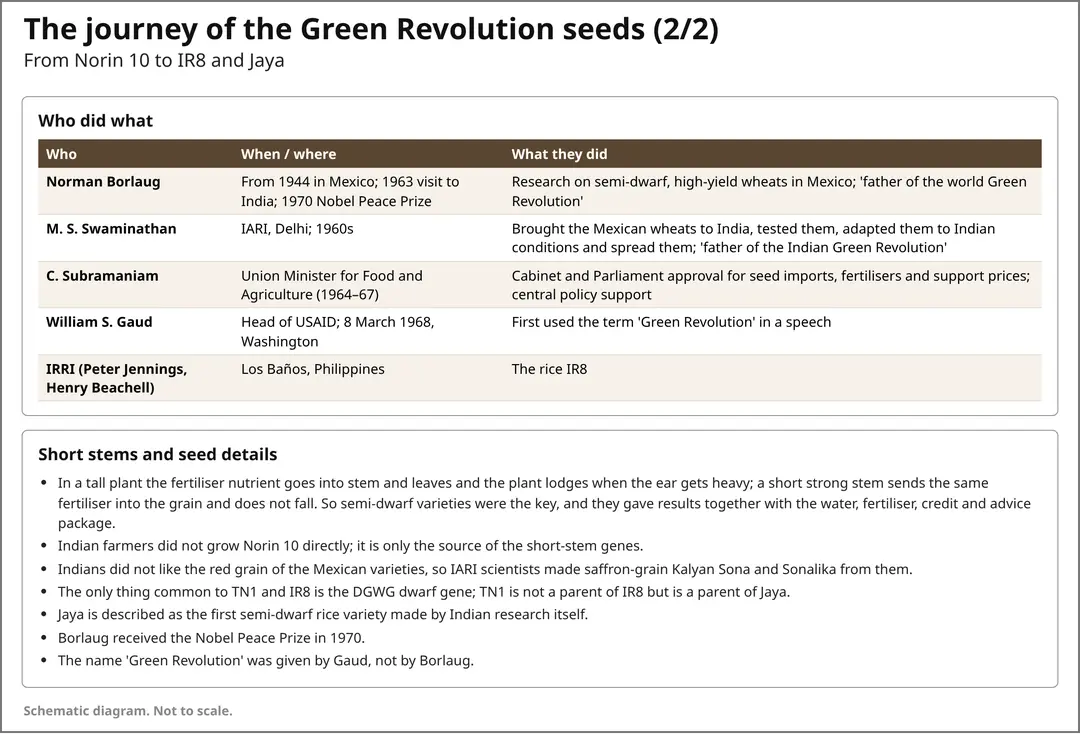 The journey of the Green Revolution seeds (2/2)
From Norin 10 to IR8 and Jaya
Who did what
Who When / where What they did
Norman Borlaug From 1944 in Mexico; 1963 visit to India; 1970 Nobel Peace Prize Research on semi-dwarf, high-yield wheats in Mexico; 'father of the world Green Revolution'
M. S. Swaminathan IARI, Delhi; 1960s Brought the Mexican wheats to India, tested them, adapted them to Indian conditions and spread them; 'father of the Indian Green Revolution'
C. Subramaniam Union Minister for Food and Agriculture (1964–67) Cabinet and Parliament approval for seed imports, fertilisers and support prices; central policy support
William S. Gaud Head of USAID; 8 March 1968, Washington First used the term 'Green Revolution' in a speech
IRRI (Peter Jennings, Henry Beachell) Los Baños, Philippines The rice IR8
Short stems and seed details
• In a tall plant the fertiliser nutrient goes into stem and leaves and the plant lodges when the ear gets heavy; a short strong stem sends the same
fertiliser into the grain and does not fall. So semi-dwarf varieties were the key, and they gave results together with the water, fertiliser, credit and advice
package.
• Indian farmers did not grow Norin 10 directly; it is only the source of the short-stem genes.
• Indians did not like the red grain of the Mexican varieties, so IARI scientists made saffron-grain Kalyan Sona and Sonalika from them.
• The only thing common to TN1 and IR8 is the DGWG dwarf gene; TN1 is not a parent of IR8 but is a parent of Jaya.
• Jaya is described as the first semi-dwarf rice variety made by Indian research itself.
• Borlaug received the Nobel Peace Prize in 1970.
• The name 'Green Revolution' was given by Gaud, not by Borlaug.
Schematic diagram. Not to scale.